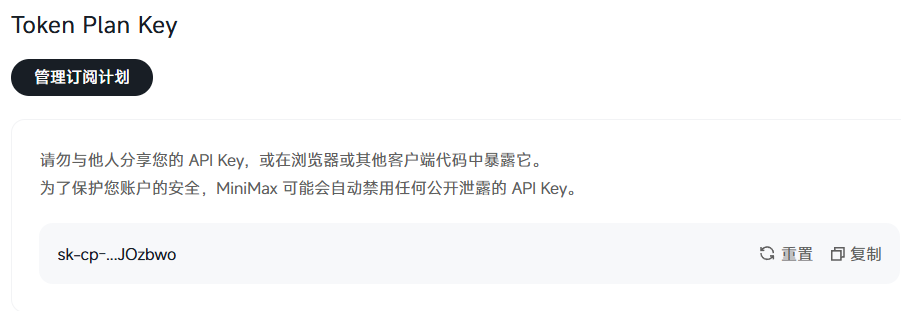 Token Plan Key
管理订阅计划
请勿与他人分享您的 API Key，或在浏览器或其他客户端代码中暴露它。
为了保护您账户的安全，MiniMax 可能会自动禁用任何公开泄露的 API Key。
sk-cp-...JOzbwo 重置 复制